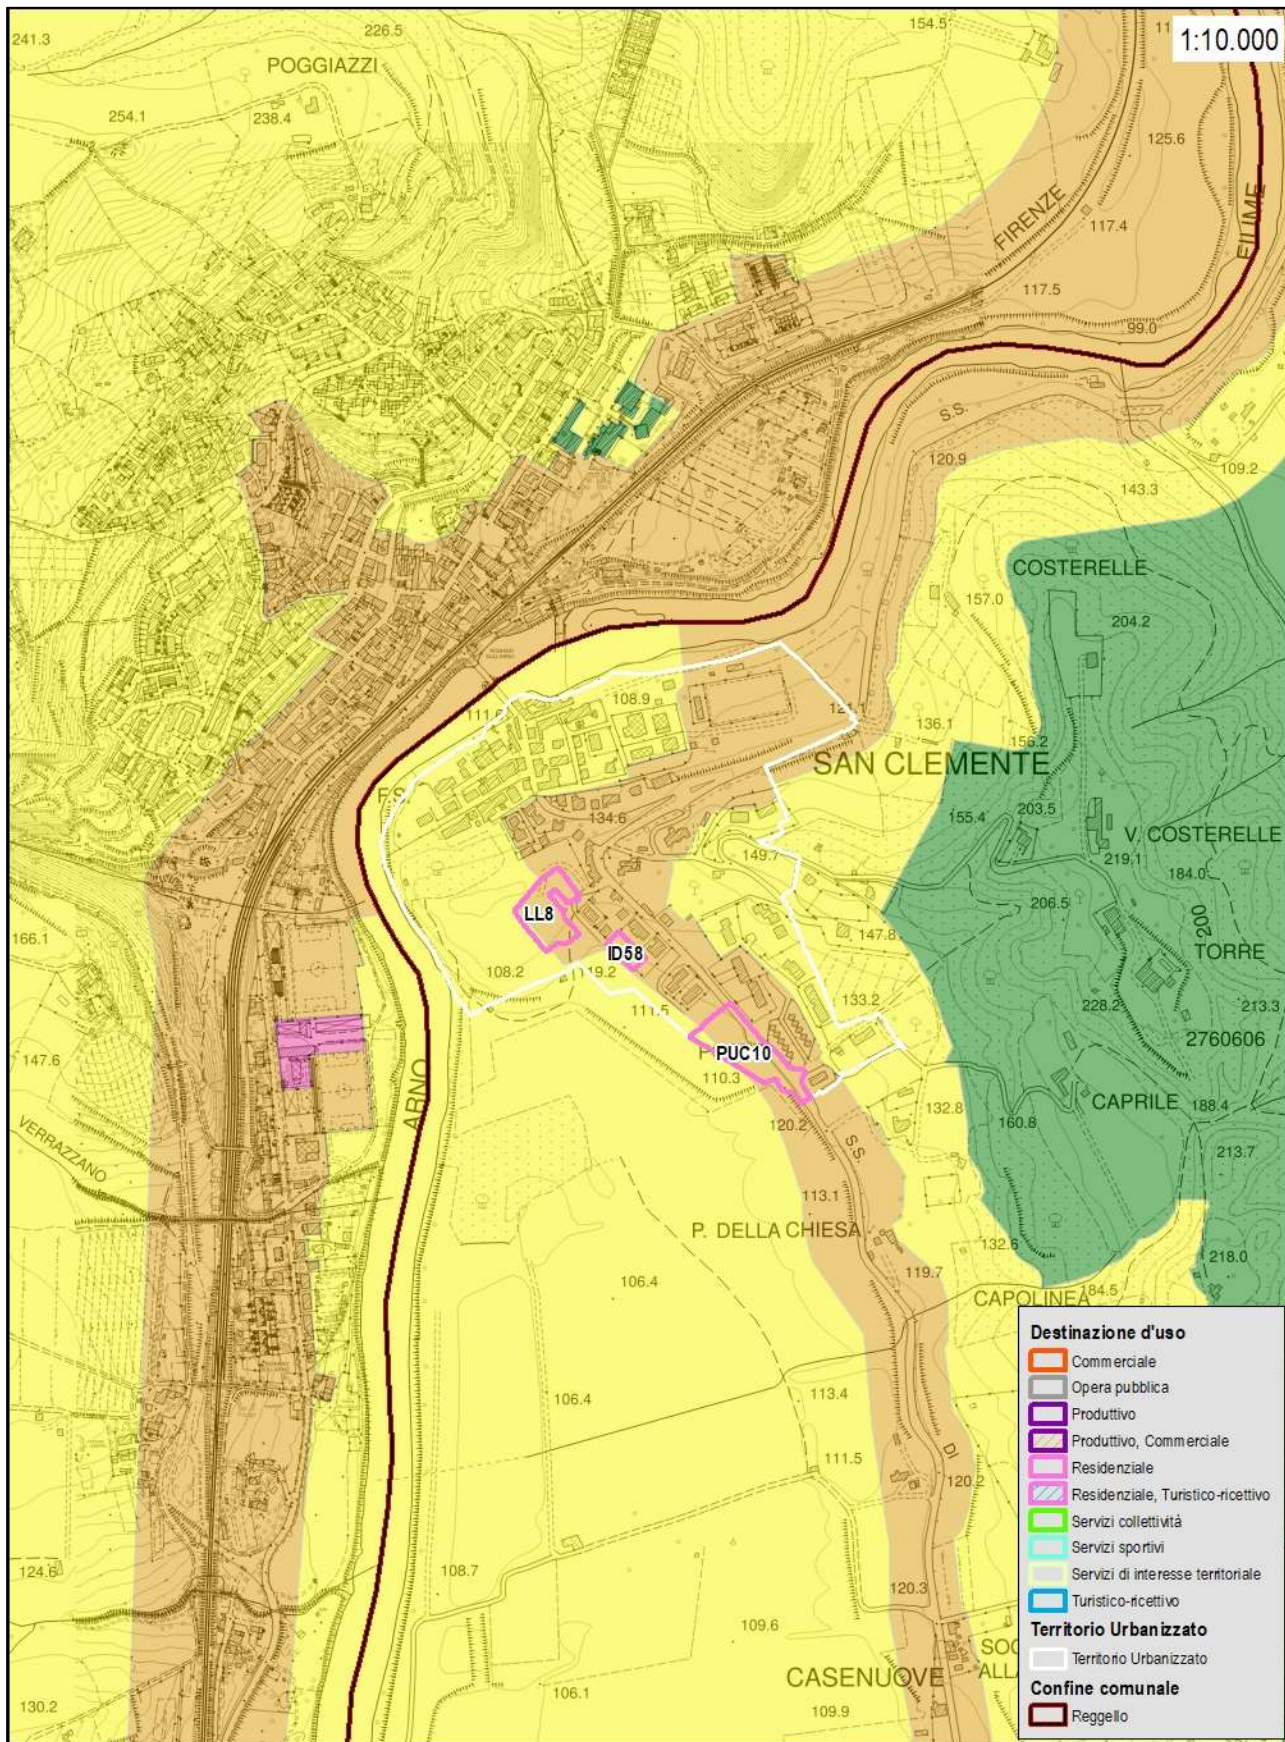 1:10.000
241.3
226.5
154.5
POGGIAZZI
254.1
238.4
125.6
FIRENZE
117.4
FIUME
117.5
99.0
S.S.
120.9
109.2
143.3
COSTERELLE
157.0
204.2
108.9
121.1
136.1
SAN CLEMENTE
F.S.
134.6
155.4
203.5
V. COSTERELLE
149.7
219.1
184.0
LL8
206.5
200
166.1
147.8
ID58
TORRE
108.2
119.2
111.5
133.2
228.2
213.3
2760606
147.6
PUC10
110.3
ARNO
132.8
CAPRILE
188.4
160.8
120.2
VERRAZZANO
S.S.
213.7
113.1
P. DELLA CHIESA
132.6
218.0
119.7
106.4
CAPOLINEA
184.5
106.4
113.4
111.5
DI
120.2
124.6
108.7
120.3
109.6
CASENUOVE
130.2
106.1
109.9
Destinazione d'uso
Commerciale
Opera pubblica
Produttivo
Produttivo, Commerciale
Residenziale
Residenziale, Turistico-ricettivo
Servizi collettività
Servizi sportivi
Servizi di interesse territoriale
Turistico-ricettivo
Territorio Urbanizzato
Territorio Urbanizzato
Confine comunale
Reggello